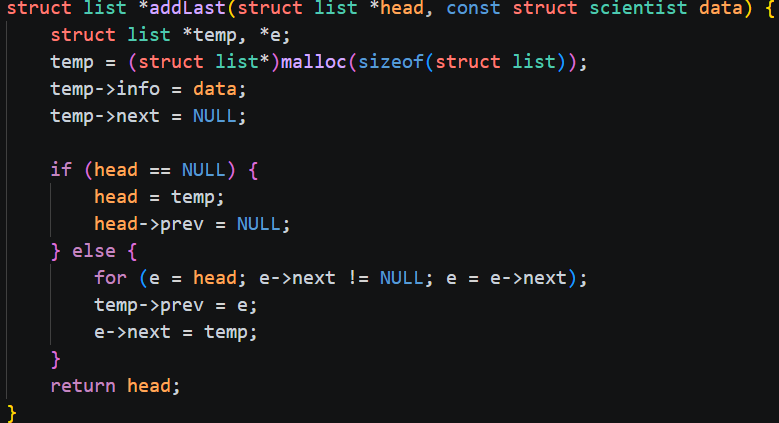 struct list *addLast(struct list *head, const struct scientist data) {
    struct list *temp, *e;
    temp = (struct list*)malloc(sizeof(struct list));
    temp->info = data;
    temp->next = NULL;

    if (head == NULL) {
        head = temp;
        head->prev = NULL;
    } else {
        for (e = head; e->next != NULL; e = e->next);
        temp->prev = e;
        e->next = temp;
    }
    return head;
}